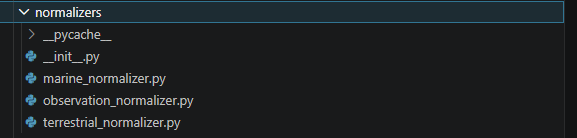 normalizers
__pycache__
__init__.py
marine_normalizer.py
observation_normalizer.py
terrestrial_normalizer.py